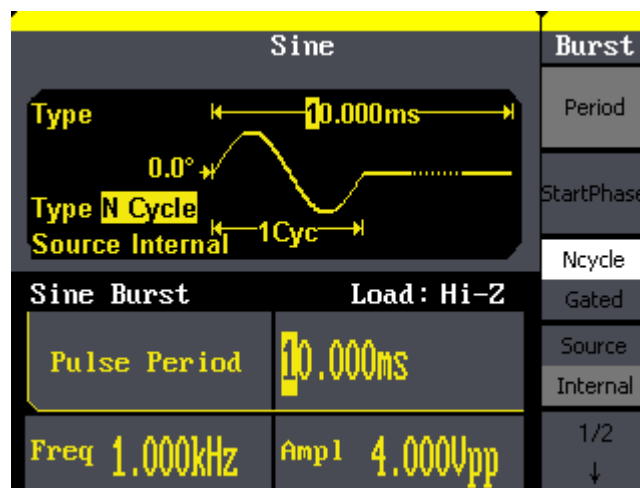 Sine
Burst
Type
10.000ms
0.0°
Type N Cycle
1Cyc
Source Internal
Sine Burst
Load: Hi-Z
Pulse Period
10.000ms
Freq 1.000kHz
Ampl 4.000Vpp
Period
StartPhase
Ncycle
Gated
Source
Internal
1/2
↓